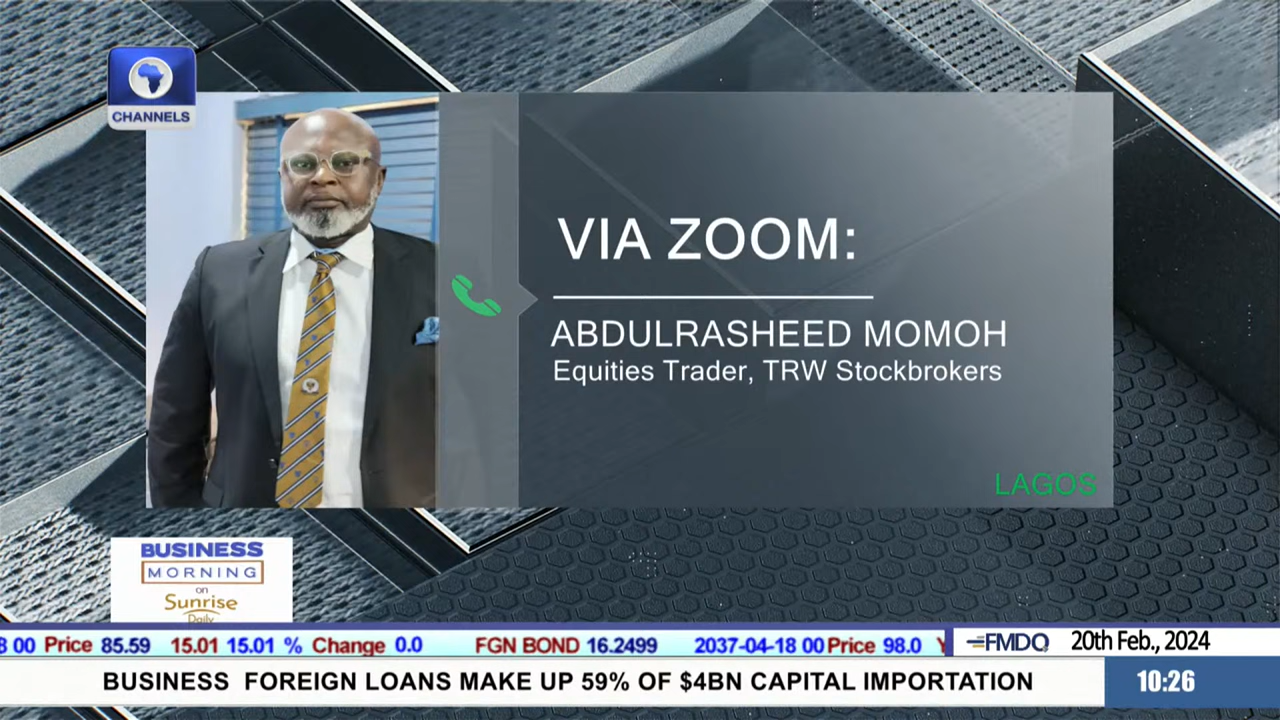 CHANNELS
VIA ZOOM:
ABDULRASHEED MOMOH
Equities Trader, TRW Stockbrokers
LAGOS
BUSINESS
MORNING
on
Sunrise
Daily
00 Price 85.59 15.01 15.01 % Change 0.0 FGN BOND 16.2499 2037-04-18 00 Price 98.0
FMDQ 20th Feb., 2024
BUSINESS FOREIGN LOANS MAKE UP 59% OF $4BN CAPITAL IMPORTATION
10:26